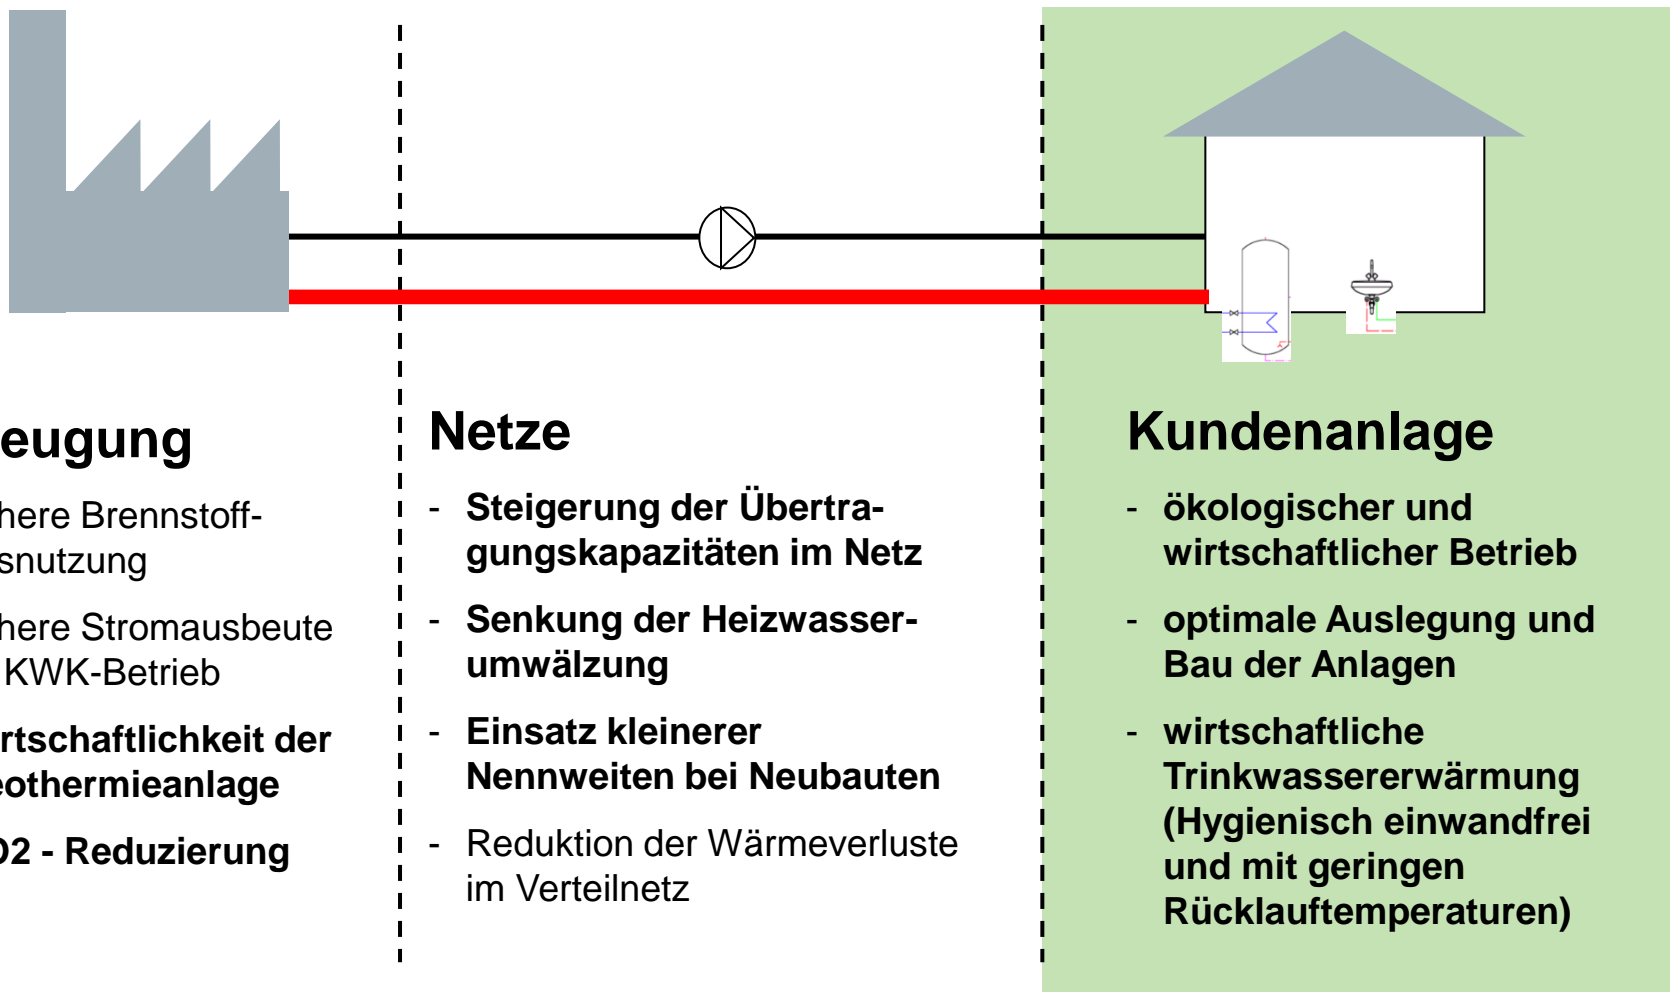 eugung
here Brennstoff-
snutzung
here Stromausbeute
KWK-Betrieb
rtschaftlichkeit der
eothermieanlage
O2 - Reduzierung
Netze
- Steigerung der Übertra-
gungskapazitäten im Netz
- Senkung der Heizwasser-
umwälzung
- Einsatz kleinerer
Nennweiten bei Neubauten
- Reduktion der Wärmeverluste
im Verteilnetz
Kundenanlage
- ökologischer und
wirtschaftlicher Betrieb
- optimale Auslegung und
Bau der Anlagen
- wirtschaftliche
Trinkwassererwärmung
(Hygienisch einwandfrei
und mit geringen
Rücklauftemperaturen)